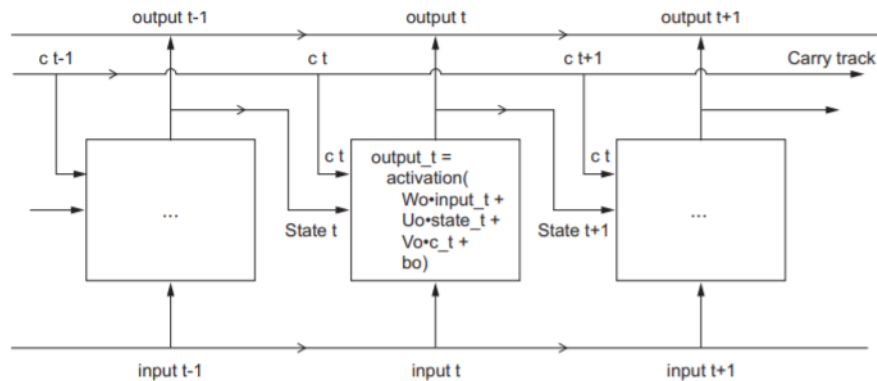 output t-1
output t
output t+1
c t-1
c t
c t+1
Carry track
c t
c t
output_t =
activation(
Wo•input_t +
Uo•state_t +
Vo•c_t +
bo)
...
...
State t
State t+1
input t-1
input t
input t+1